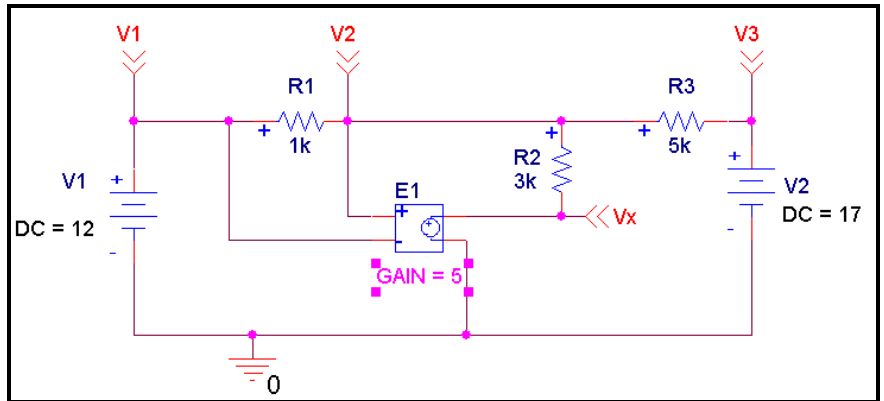 V1
V2
V3
R1
R3
+
+
+
1k
R2
5k
3k
+
V1
+
E1
+
-
+
V2
DC = 12
Vx
DC = 17
-
-
GAIN = 5
0